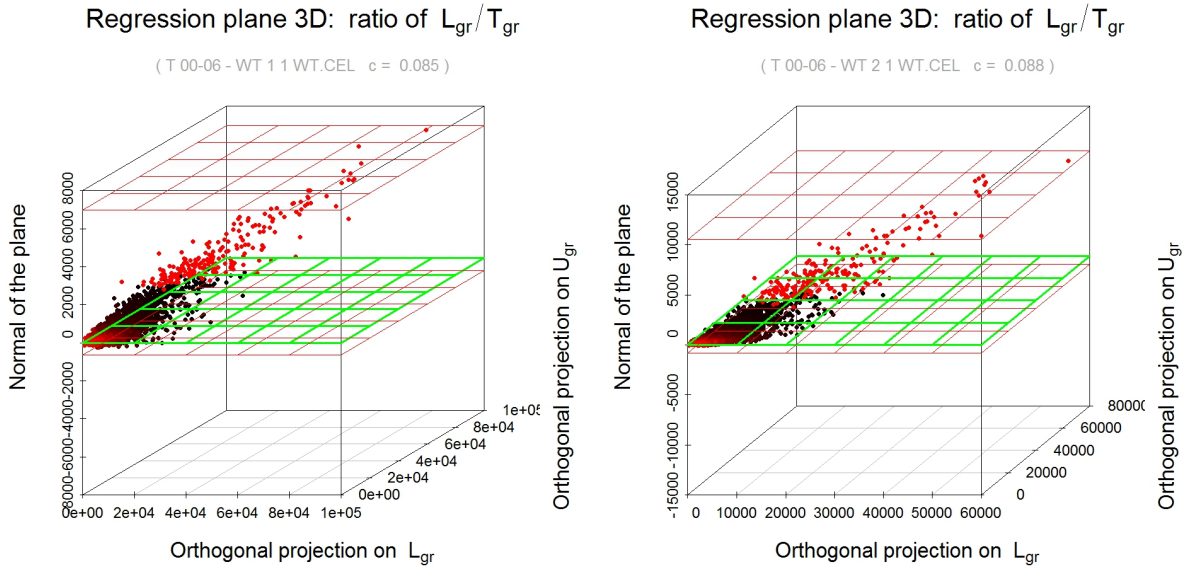 Regression plane 3D:  ratio of  Lgr / Tgr
( T 00-06 - WT 1 1 WT.CEL   c =  0.085 )
Normal of the plane
8000
6000
4000
2000
0
-2000
-4000
-6000
-8000
0e+00 2e+04 4e+04 6e+04 8e+04 1e+05
0e+00
2e+04
4e+04
6e+04
8e+04
1e+05
Orthogonal projection on Ugr
Orthogonal projection on  Lgr
Regression plane 3D:  ratio of  Lgr / Tgr
( T 00-06 - WT 2 1 WT.CEL   c =  0.088 )
Normal of the plane
15000
10000
5000
0
-5000
-10000
-15000
0 10000 20000 30000 40000 50000 60000
0
20000
40000
60000
80000
Orthogonal projection on Ugr
Orthogonal projection on  Lgr